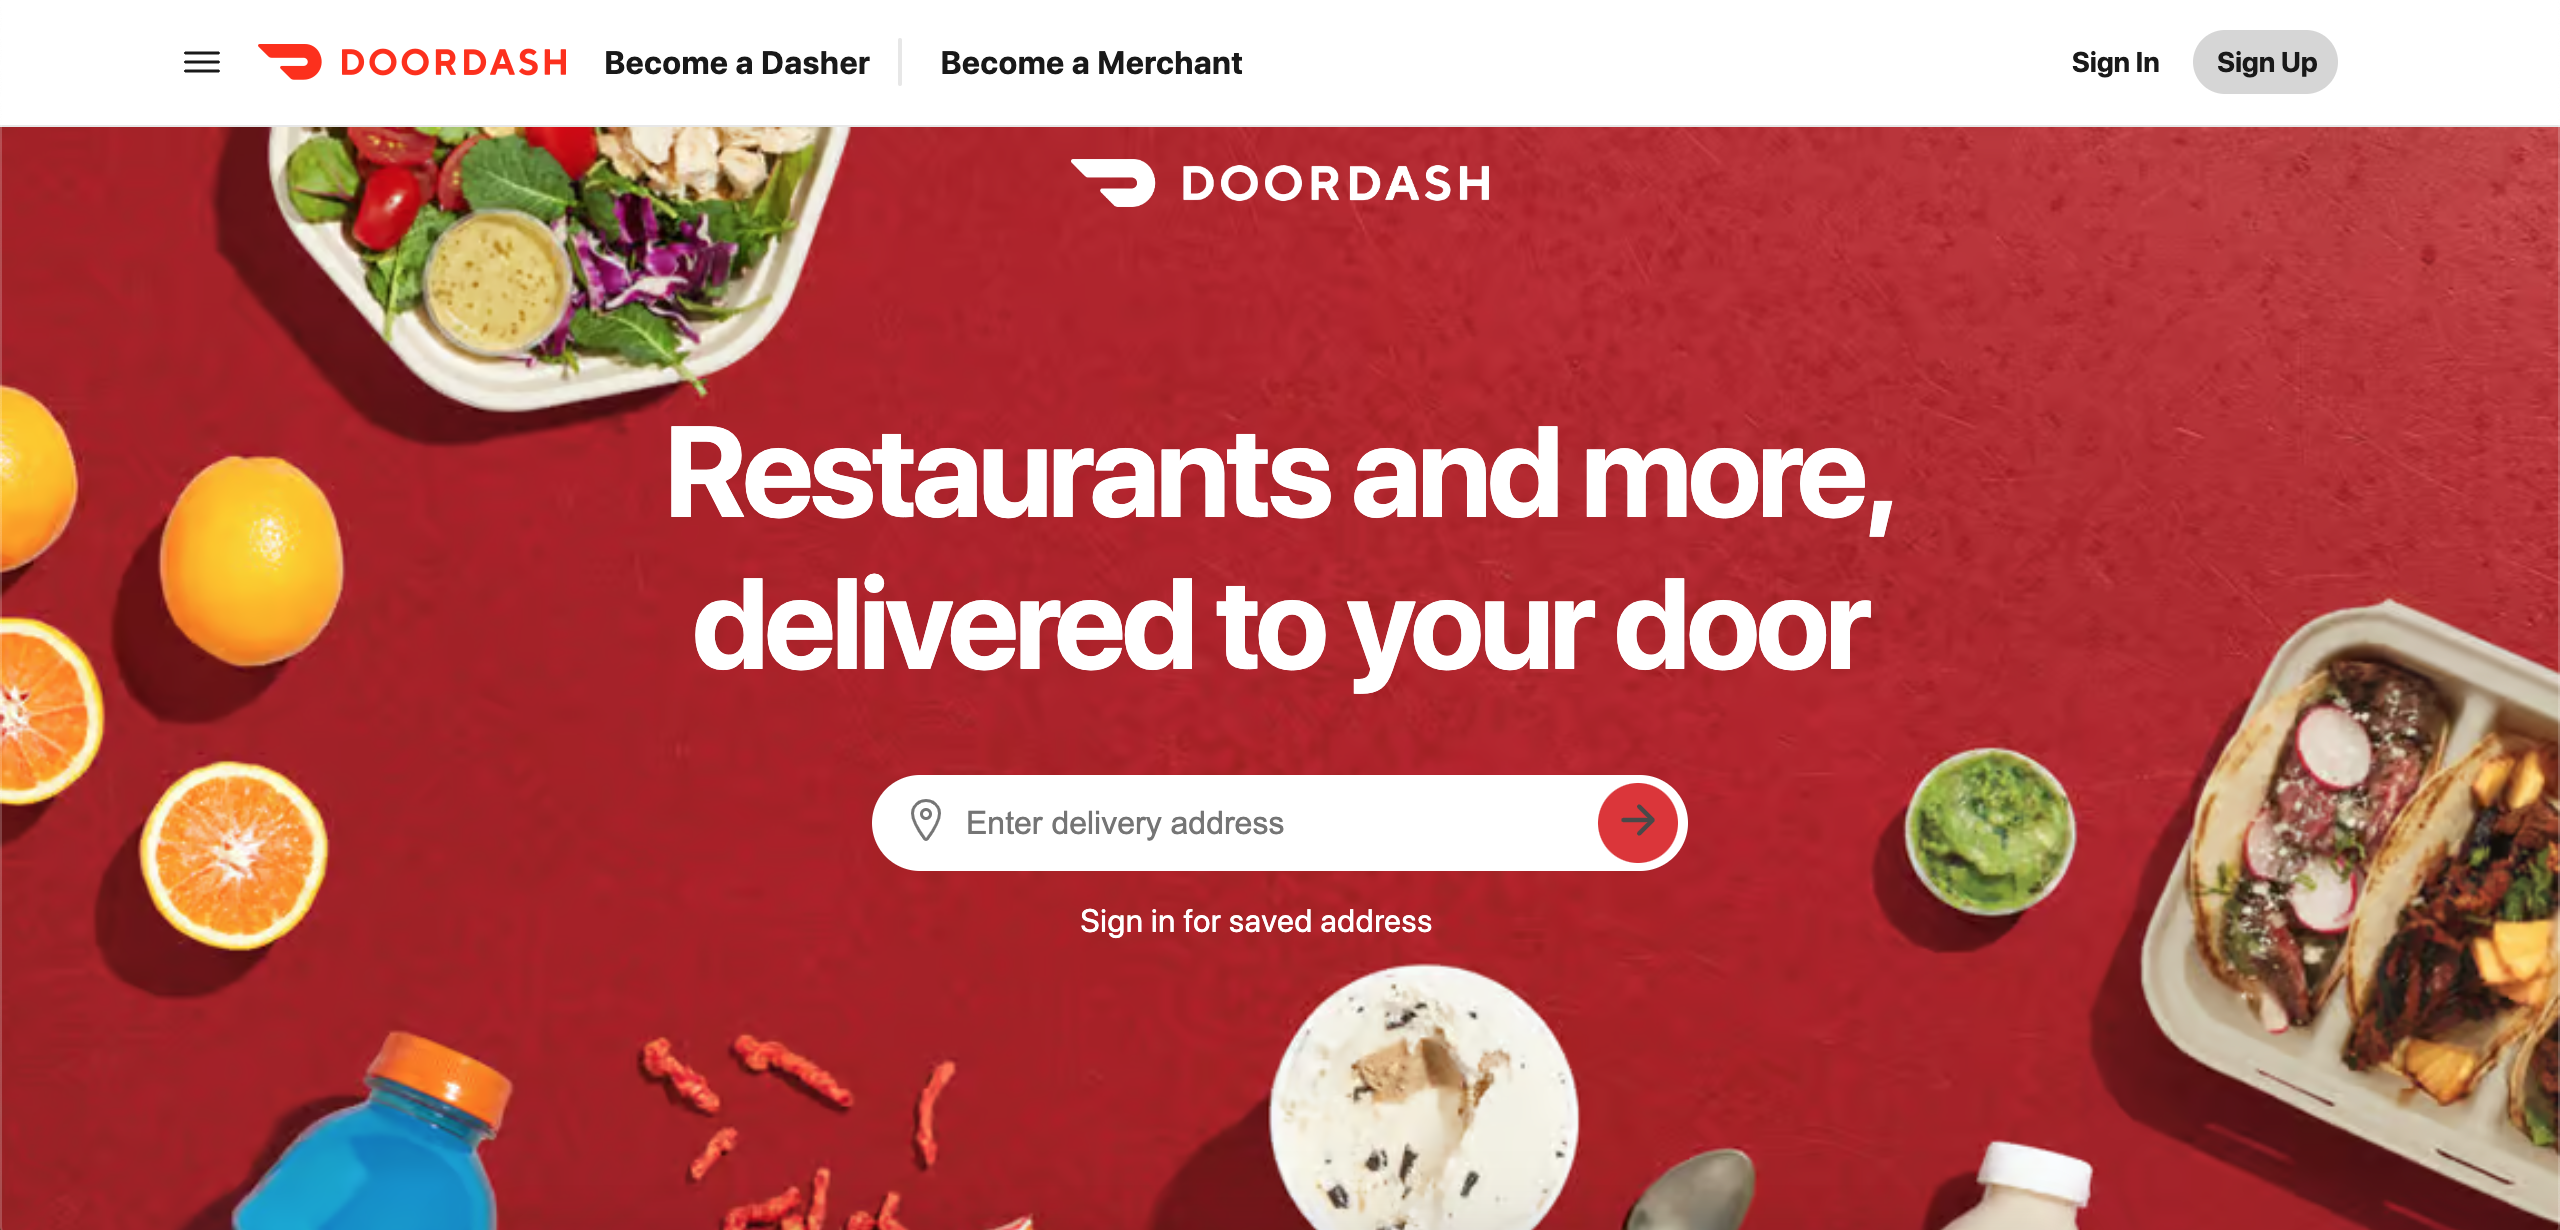 DOORDASH
Become a Dasher
Become a Merchant
Sign In
Sign Up
DOORDASH
Restaurants and more,
delivered to your door
Enter delivery address
Sign in for saved address